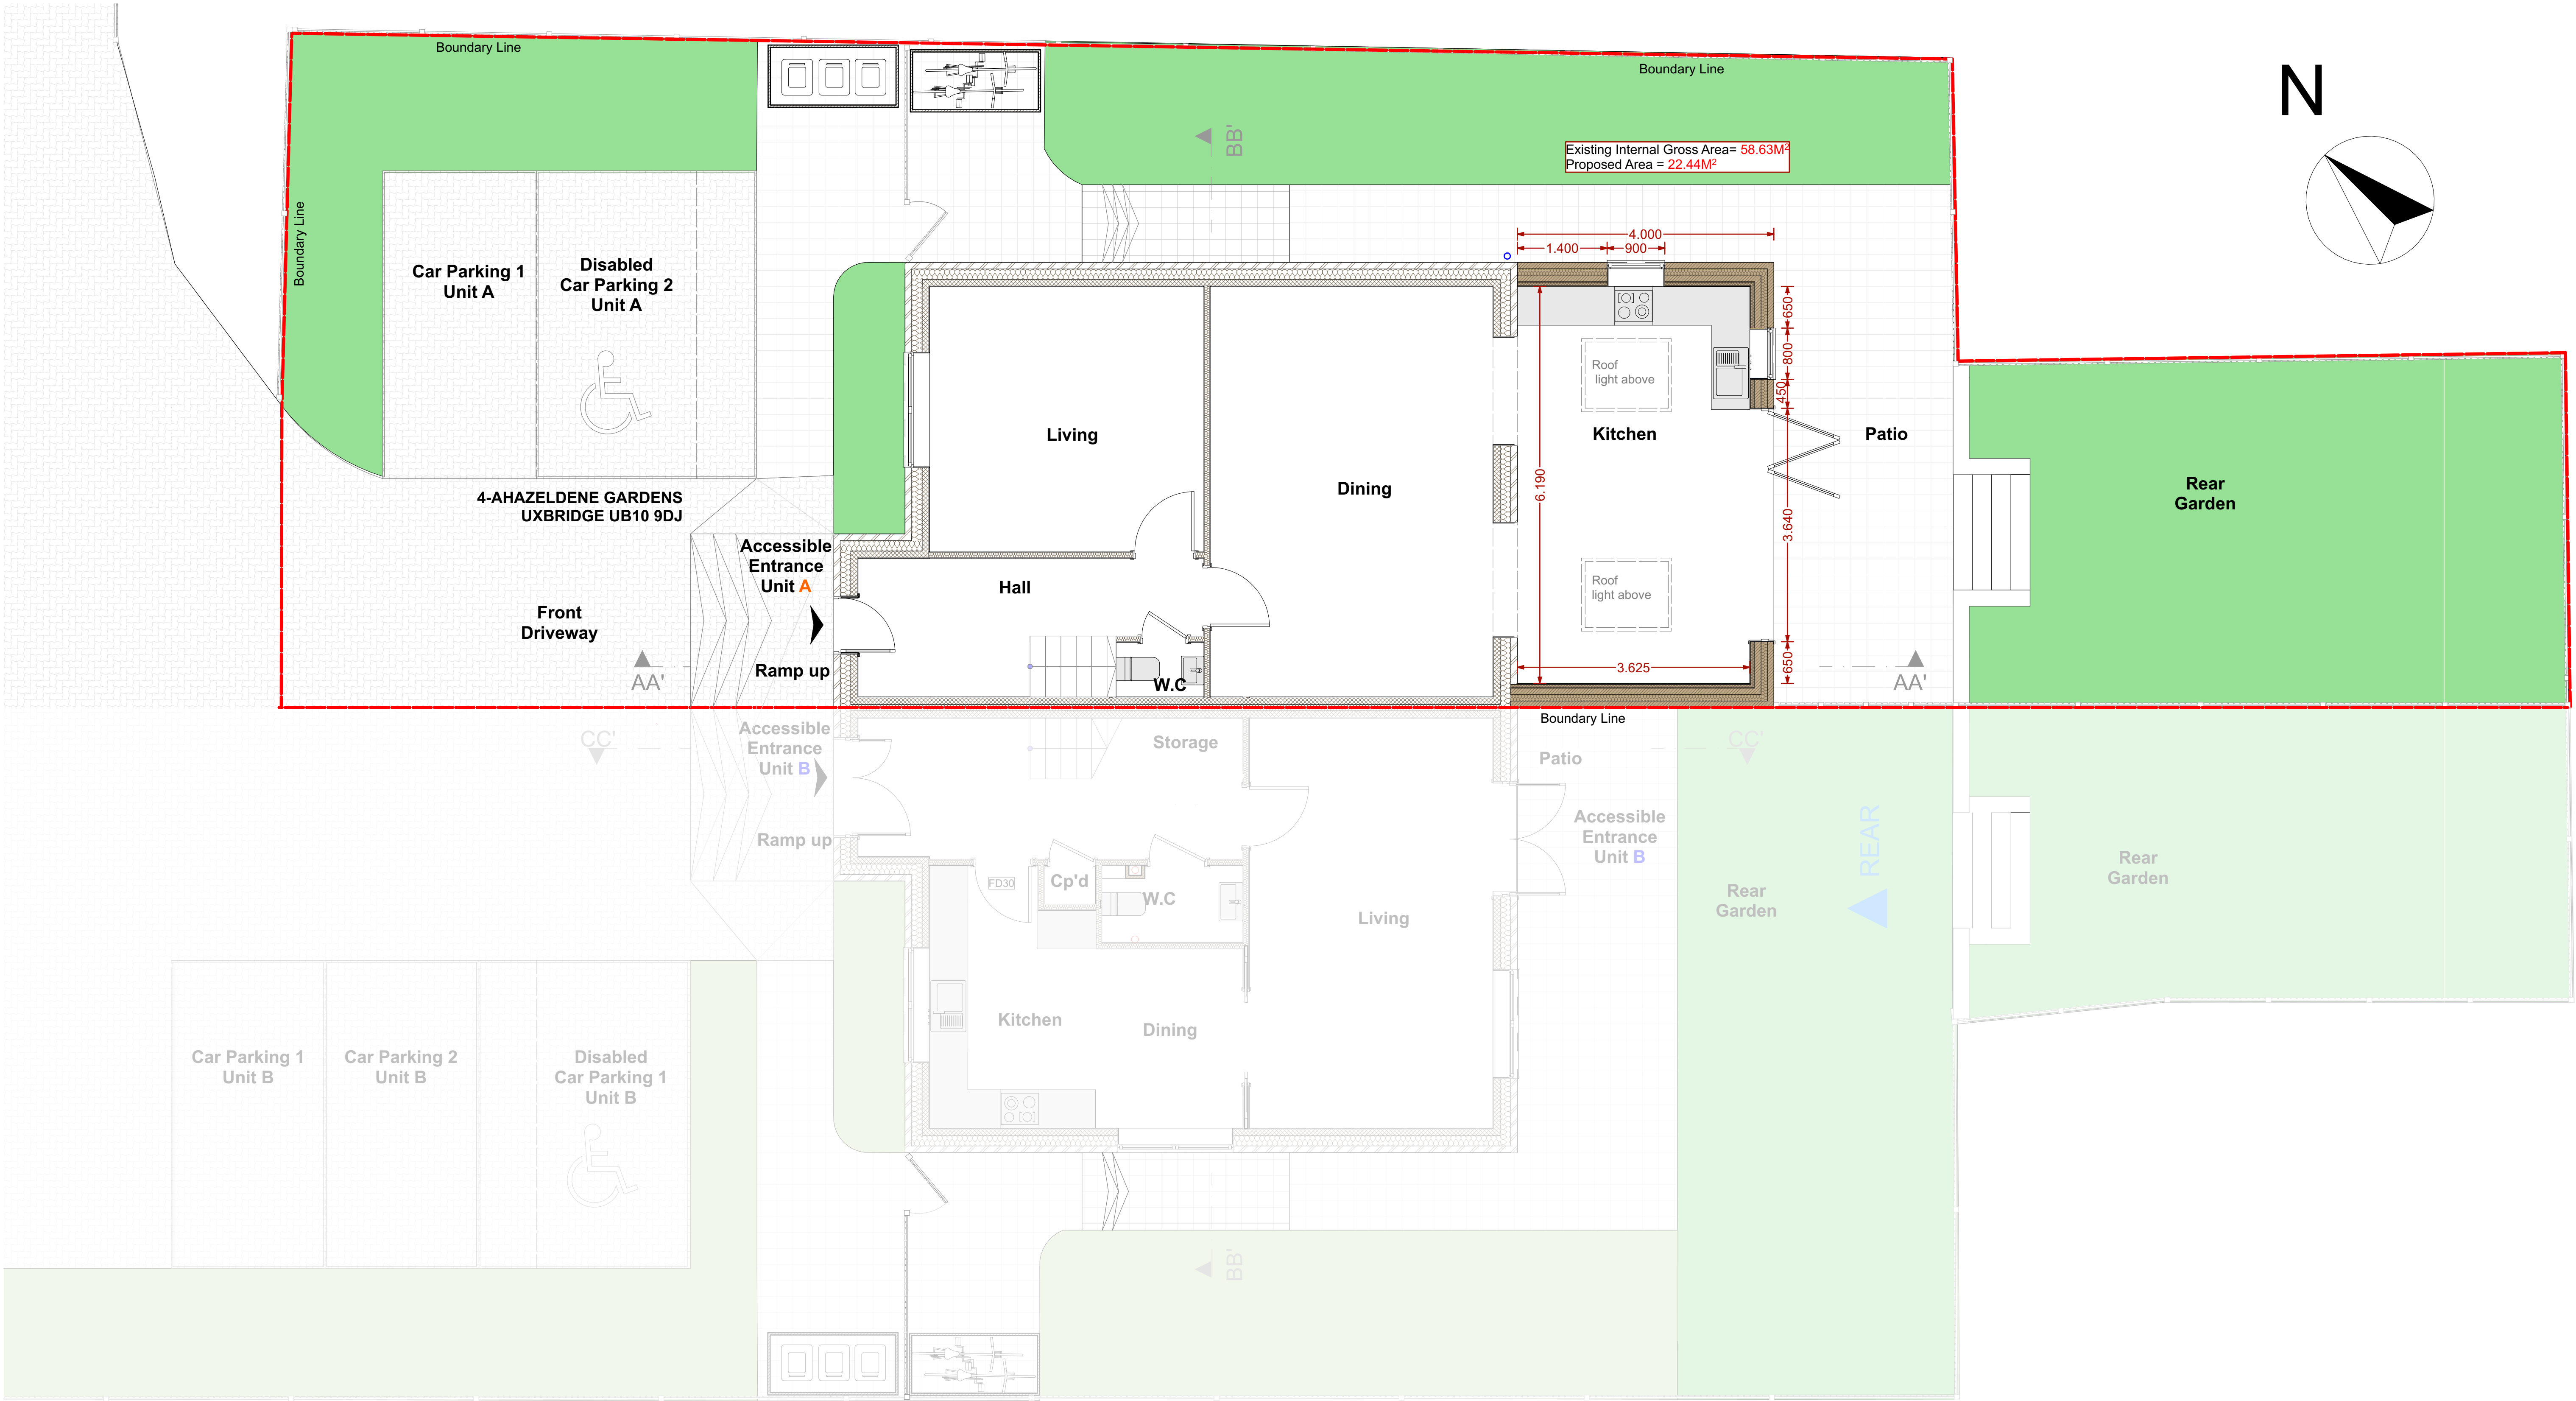 Boundary Line
Boundary Line
N
BB'
Existing Internal Gross Area= 58.63M²
Proposed Area = 22.44M²
Boundary Line
4.000
1.400
900
Car Parking 1
Unit A
Disabled
Car Parking 2
Unit A
650
800
450
Roof
light above
Living
Kitchen
Patio
Dining
6.190
Rear
Garden
4-AHAZELDENE GARDENS
UXBRIDGE UB10 9DJ
3.640
Accessible
Entrance
Unit A
Hall
Roof
light above
Front
Driveway
Ramp up
3.625
650
W.C
AA'
AA'
Boundary Line
Accessible
Entrance
Unit B
CC'
Storage
Patio
CC'
Ramp up
Accessible
Entrance
Unit B
REAR
FD30
Cp'd
W.C
Living
Rear
Garden
Rear
Garden
Kitchen
Dining
Car Parking 1
Unit B
Car Parking 2
Unit B
Disabled
Car Parking 1
Unit B
BB'